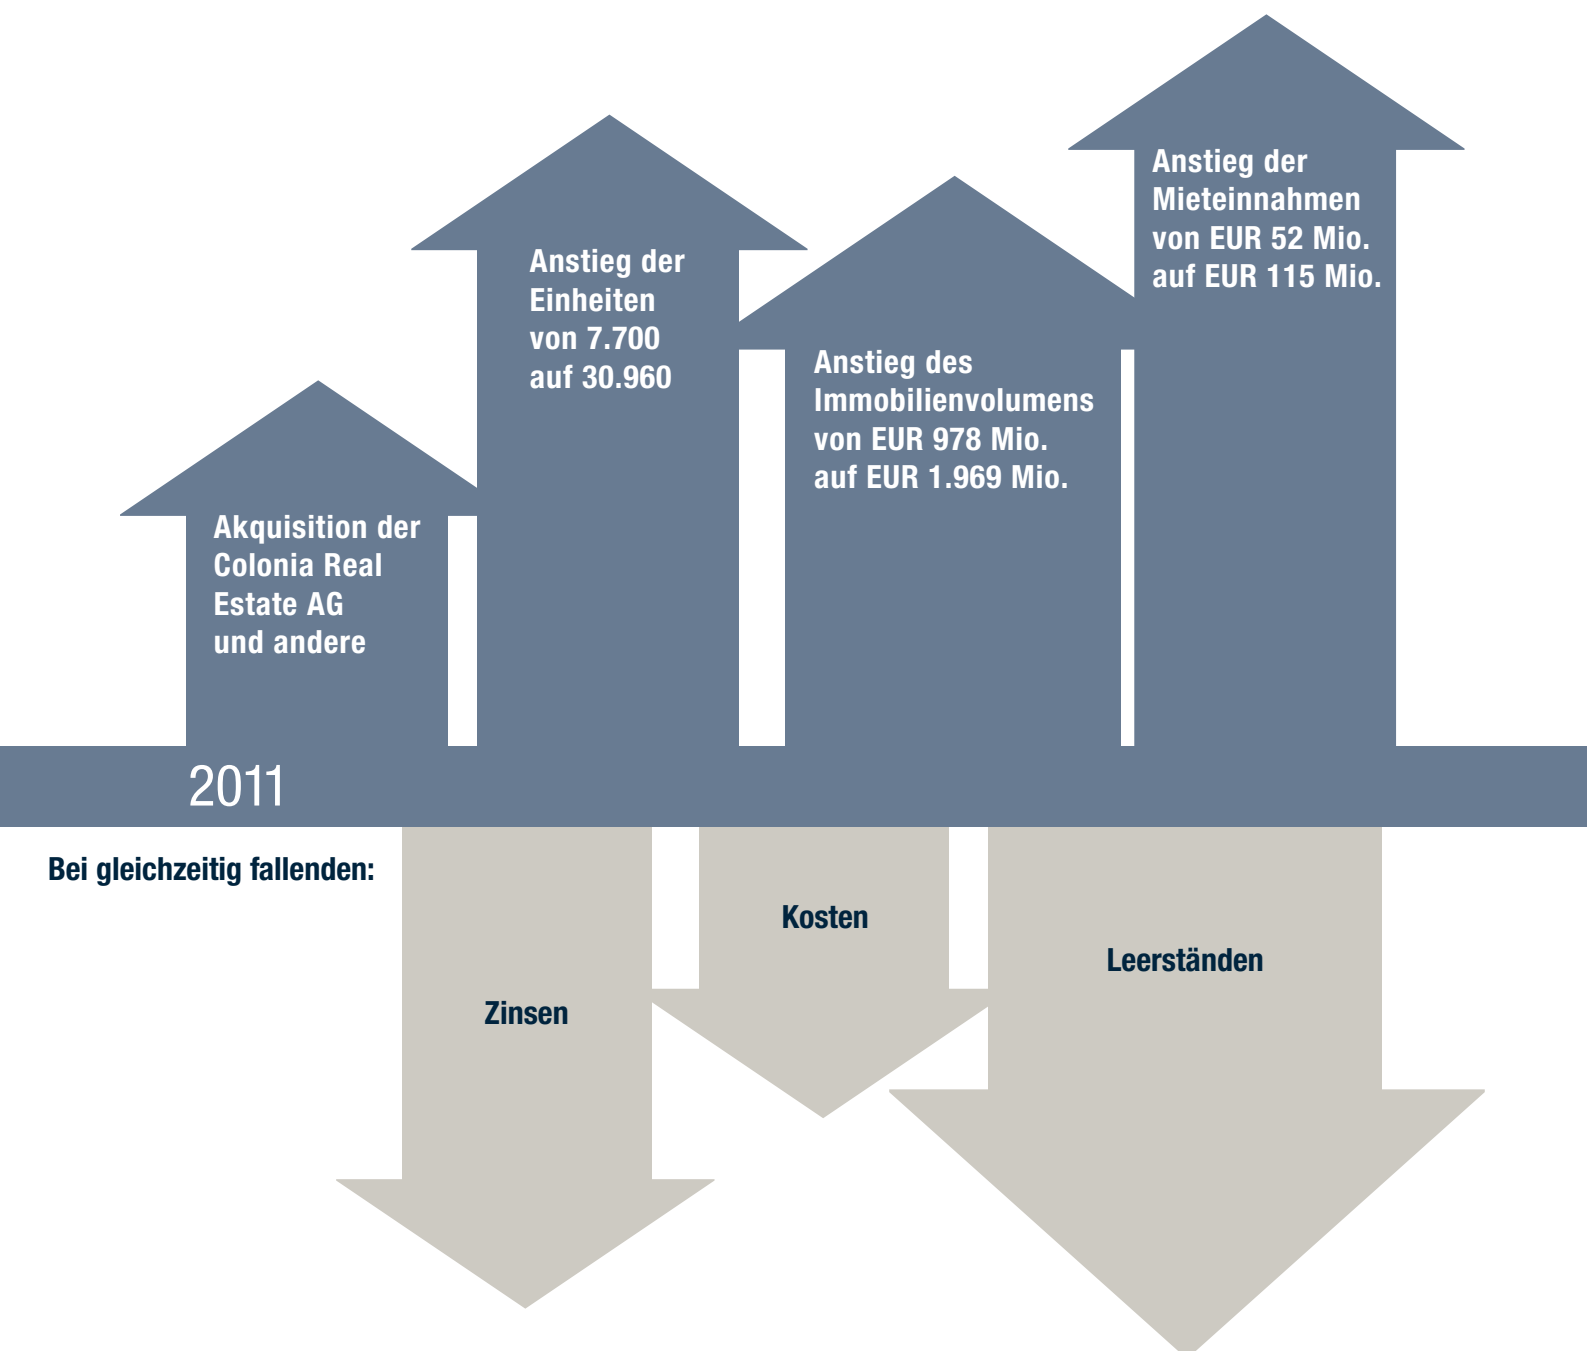 Akquisition der
Colonia Real
Estate AG
und andere
Anstieg der
Einheiten
von 7.700
auf 30.960
Anstieg des
Immobilienvolumens
von EUR 978 Mio.
auf EUR 1.969 Mio.
Anstieg der
Mieteinnahmen
von EUR 52 Mio.
auf EUR 115 Mio.
2011
Bei gleichzeitig fallenden:
Zinsen
Kosten
Leerständen